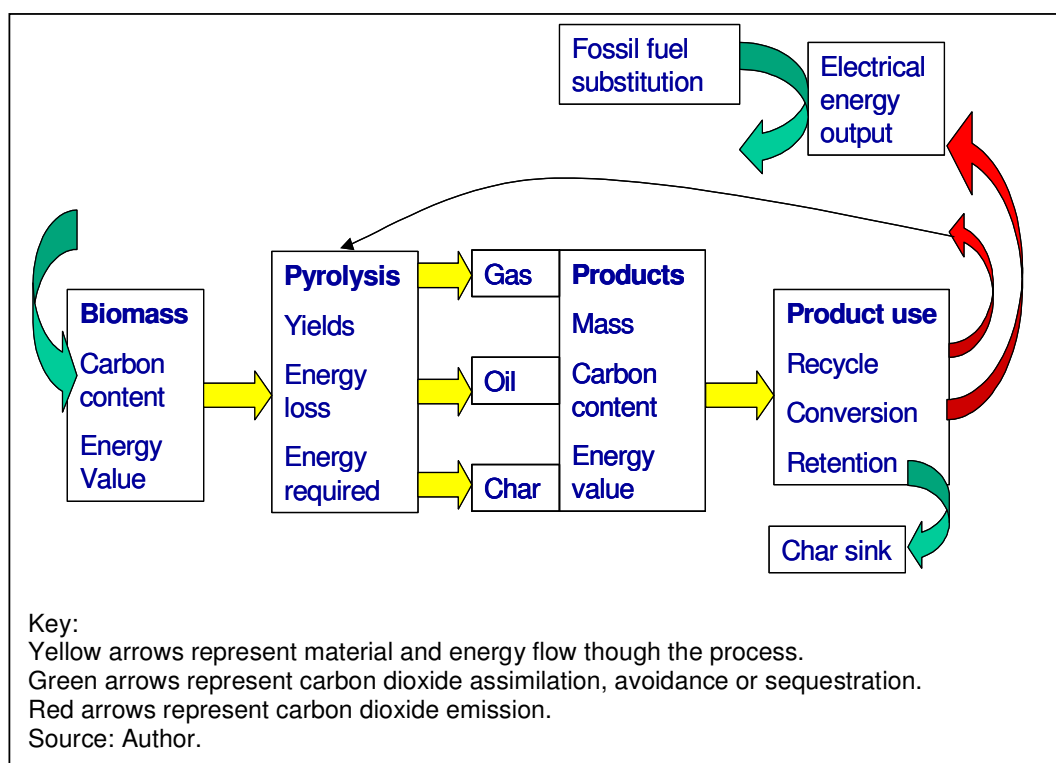 Fossil fuel
substitution
Electrical
energy
output
Biomass
Carbon
content
Energy
Value
Pyrolysis
Yields
Energy
loss
Energy
required
Gas
Oil
Char
Products
Mass
Carbon
content
Energy
value
Product use
Recycle
Conversion
Retention
Char sink
Key:
Yellow arrows represent material and energy flow though the process.
Green arrows represent carbon dioxide assimilation, avoidance or sequestration.
Red arrows represent carbon dioxide emission.
Source: Author.